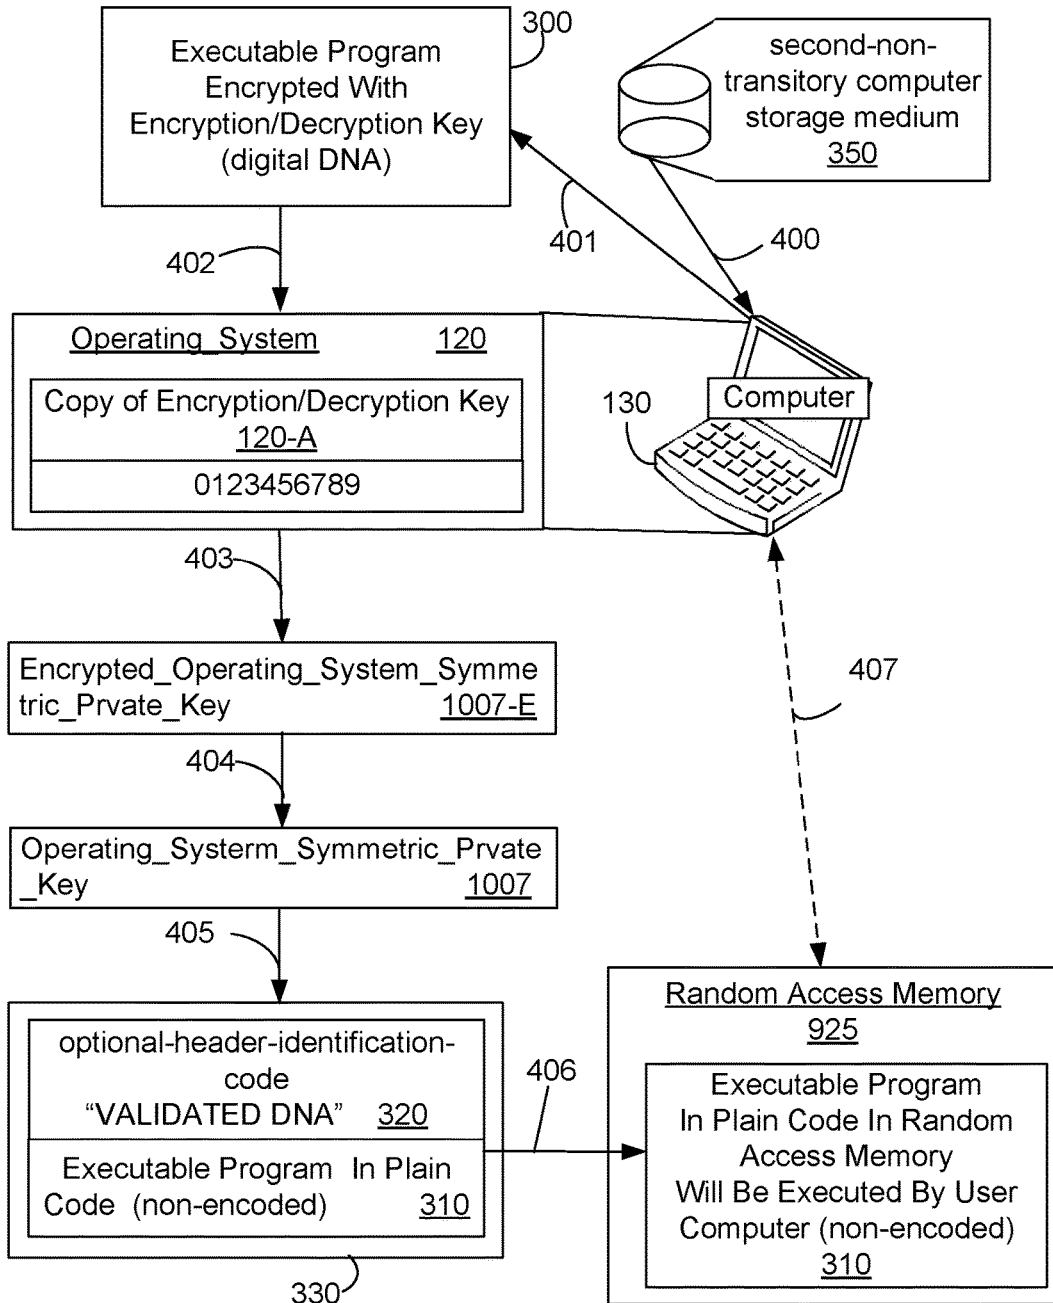 300
Executable Program
Encrypted With
Encryption/Decryption Key
(digital DNA)
second-non-
transitory computer
storage medium
350
401
400
402
Operating_System 120
Copy of Encryption/Decryption Key
120-A
0123456789
Computer
130
403
Encrypted_Operating_System_Symme
tric_Prvate_Key 1007-E
407
404
Operating_Systerm_Symmetric_Prvate
_Key 1007
405
optional-header-identification-
code
“VALIDATED DNA” 320
Executable Program In Plain
Code (non-encoded) 310
330
406
Random Access Memory
925
Executable Program
In Plain Code In Random
Access Memory
Will Be Executed By User
Computer (non-encoded)
310